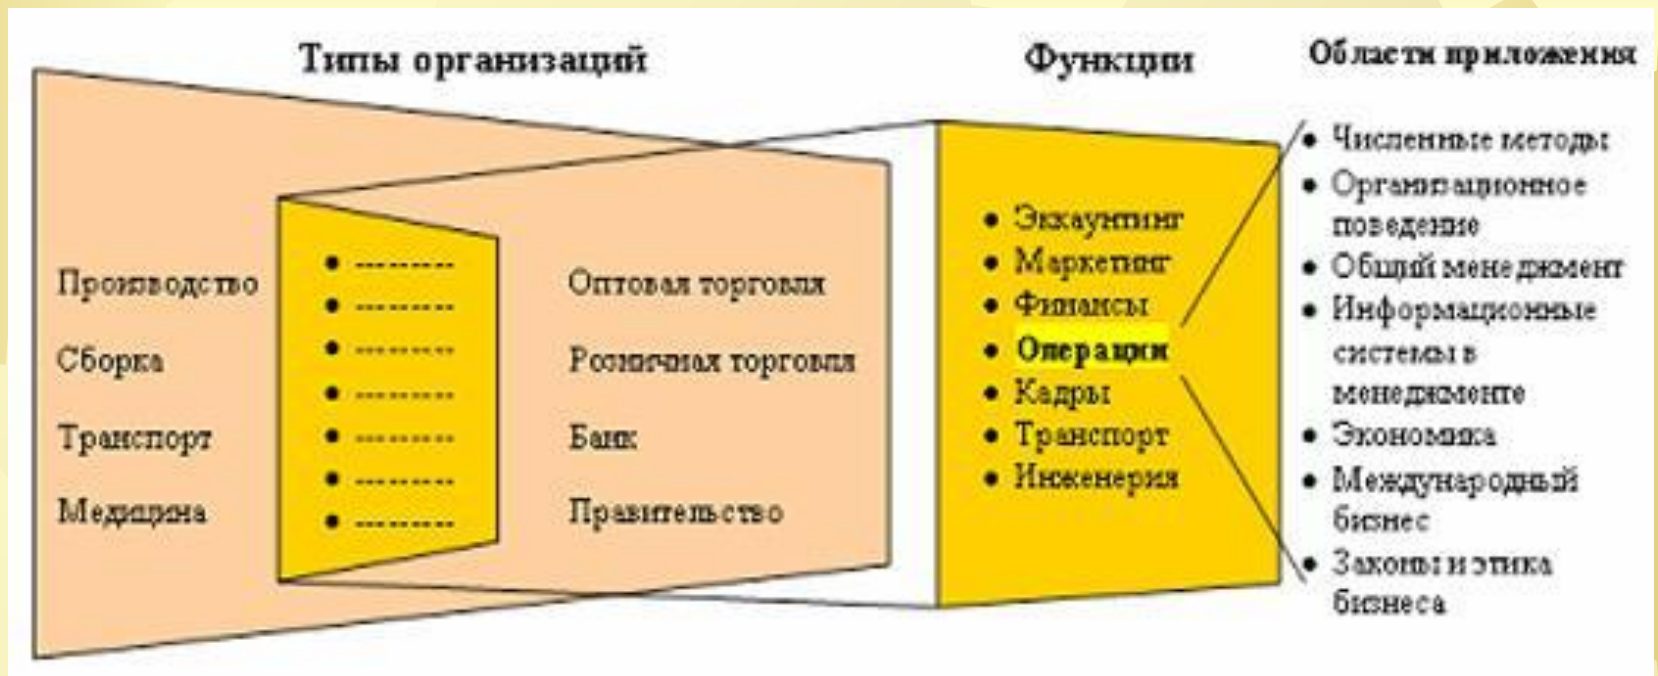 Типы организаций
Производство
Сборка
Транспорт
Медицина
• ---------
• ---------
• ---------
• ---------
• ---------
• ---------
• ---------
Оптовая торговля
Розничная торговля
Банк
Правительство
Функции
• Эккаунтинг
• Маркетинг
• Финансы
• Операции
• Кадры
• Транспорт
• Инженерия
Области приложения
• Численные методы
• Организационное
поведение
• Общий менеджмент
• Информационные
системы в
менеджменте
• Экономика
• Международный
бизнес
• Законы и этика
бизнеса